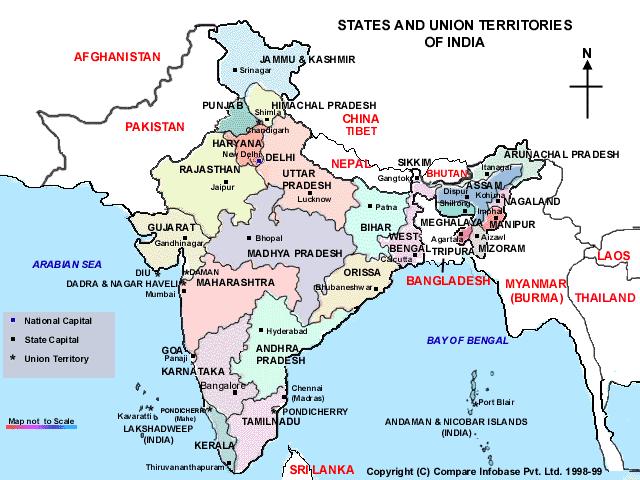 STATES AND UNION TERRITORIES
OF INDIA
AFGHANISTAN
N
JAMMU & KASHMIR
Srinagar
PUNJAB
HIMACHAL PRADESH
Shimla
CHINA
TIBET
PAKISTAN
Chandigarh
HARYANA
New Delhi
DELHI
NEPAL
SIKKIM
ARUNACHAL PRADESH
RAJASTHAN
UTTAR
PRADESH
Gangtok
BHUTAN
Itanagar
Jaipur
Lucknow
Dispur
ASSAM
Kohima
NAGALAND
Patna
Shillong
Imphal
GUJARAT
BIHAR
MEGHALAYA
MANIPUR
Gandhinagar
Bhopal
WEST
BENGAL
Agartala
Aizawl
MADHYA PRADESH
TRIPURA
MIZORAM
Calcutta
LAOS
ARABIAN SEA
DIU
DAMAN
ORISSA
BANGLADESH
DADRA & NAGAR HAVELI
MAHARASHTRA
Bhubaneshwar
MYANMAR
(BURMA)
THAILAND
Mumbai
National Capital
State Capital
Union Territory
Hyderabad
BAY OF BENGAL
GOA
Panaji
ANDHRA
PRADESH
KARNATAKA
Bangalore
Chennai
(Madras)
Port Blair
Kavaratti
PONDICHERRY
(Mahe)
PONDICHERRY
Map not to Scale
LAKSHADWEEP
(INDIA)
TAMILNADU
ANDAMAN & NICOBAR ISLANDS
(INDIA)
KERALA
Thiruvananthapuram
SRI LANKA
Copyright (C) Compare Infobase Pvt. Ltd. 1998-99